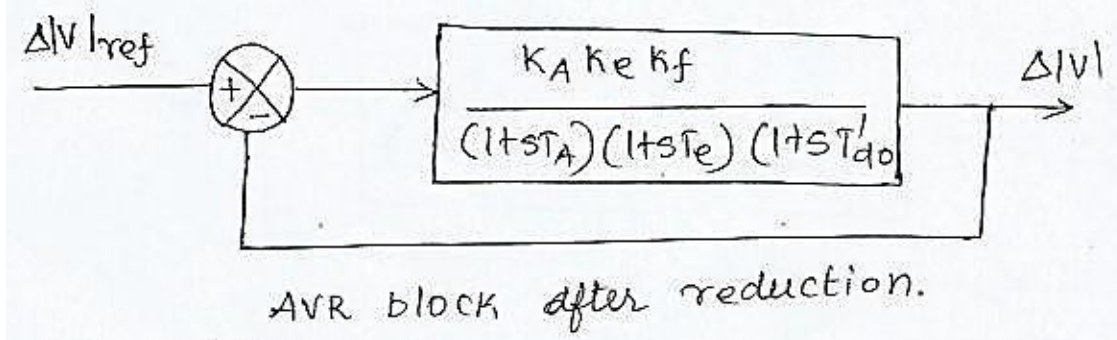 Δ|V|ref
+
-
KA Ke Kf
(1+STA)(1+STe)(1+ST'do
Δ|V|
AVR block after reduction.